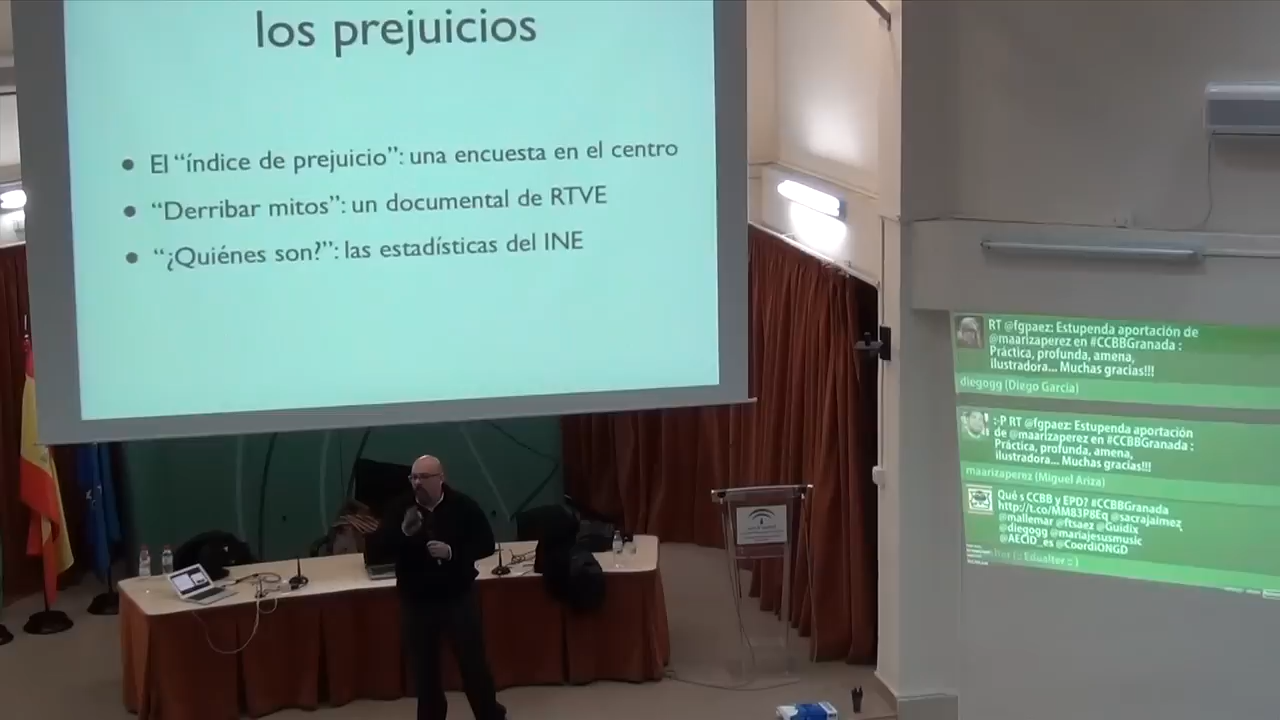 los prejuicios
• El “índice de prejuicio”: una encuesta en el centro
• “Derribar mitos”: un documental de RTVE
• “¿Quiénes son?”: las estadísticas del INE
RT @fgpaez: Estupenda aportación de
@maarizaperez en #CCBBGranada :
Práctica, profunda, amena,
ilustradora... Muchas gracias!!!
diegogg (Diego García)
:-P RT @fgpaez: Estupenda aportación
de @maarizaperez en #CCBBGranada :
Práctica, profunda, amena,
ilustradora... Muchas gracias!!!
maarizaperez (Miguel Ariza)
Qué s CCBB y EPD? #CCBBGranada
http://t.co/MM83P8Eq @sacrajaimez
@mallemar @ftsaez @Guidix
@diegogg @mariajesusmusic
@AECID_es @CoordiONGD